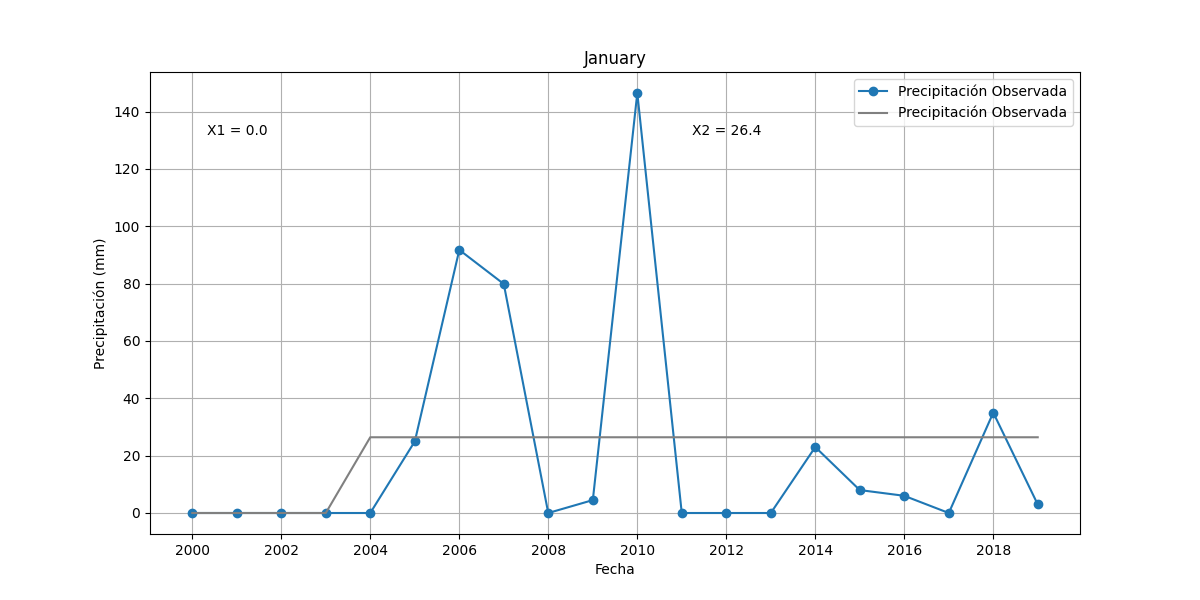 January
Precipitación Observada
Precipitación Observada
X1 = 0.0
X2 = 26.4
Precipitación (mm)
140
120
100
80
60
40
20
0
2000 2002 2004 2006 2008 2010 2012 2014 2016 2018
Fecha